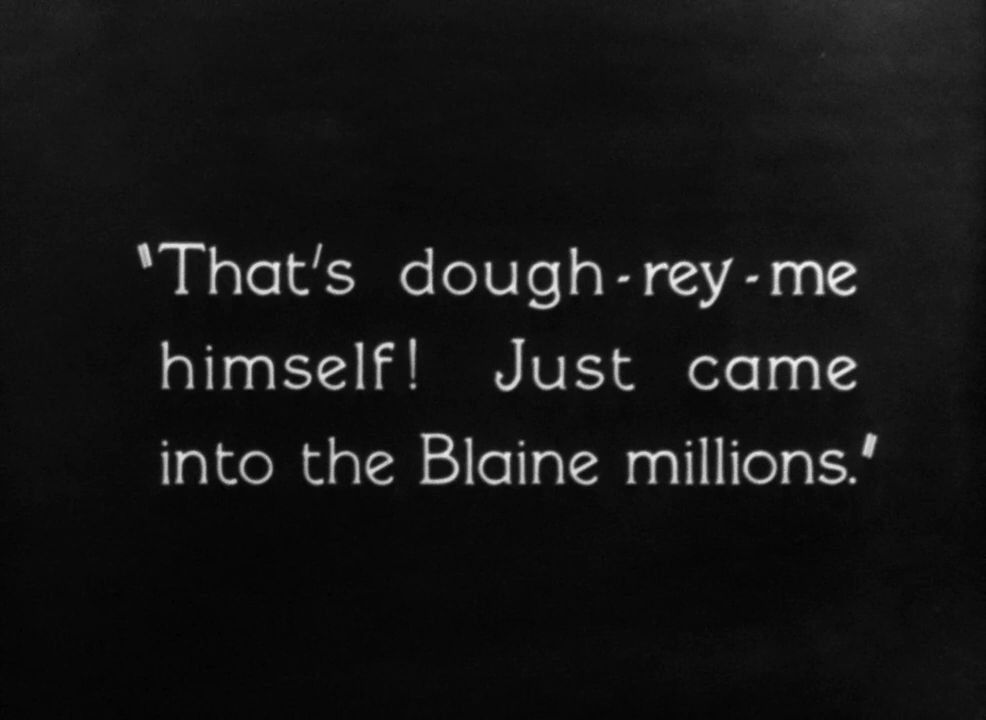 "That's dough-rey-me
himself! Just came
into the Blaine millions."